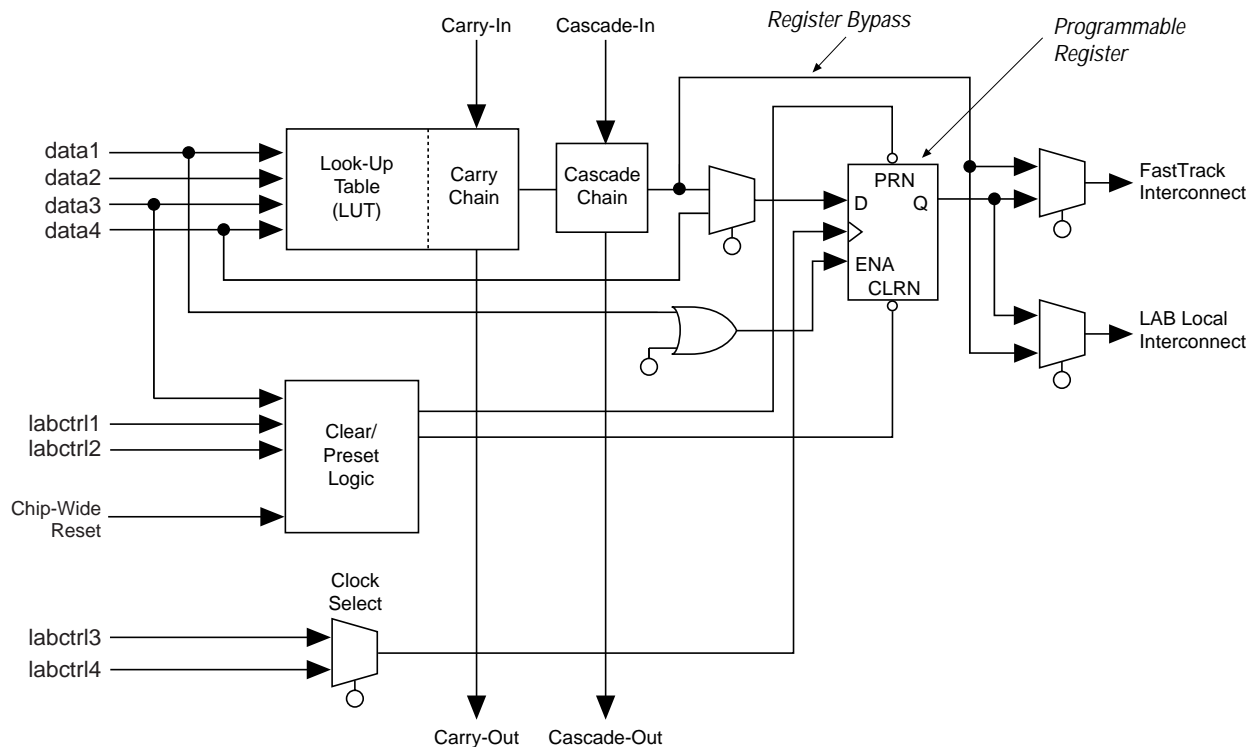 Carry-In
Cascade-In
Register Bypass
Programmable
Register
data1
data2
data3
data4
Look-Up
Table
(LUT)
Carry
Chain
Cascade
Chain
PRN
D
Q
ENA
CLRN
FastTrack
Interconnect
LAB Local
Interconnect
labctrl1
labctrl2
Chip-Wide
Reset
Clear/
Preset
Logic
Clock
Select
labctrl3
labctrl4
Carry-Out
Cascade-Out